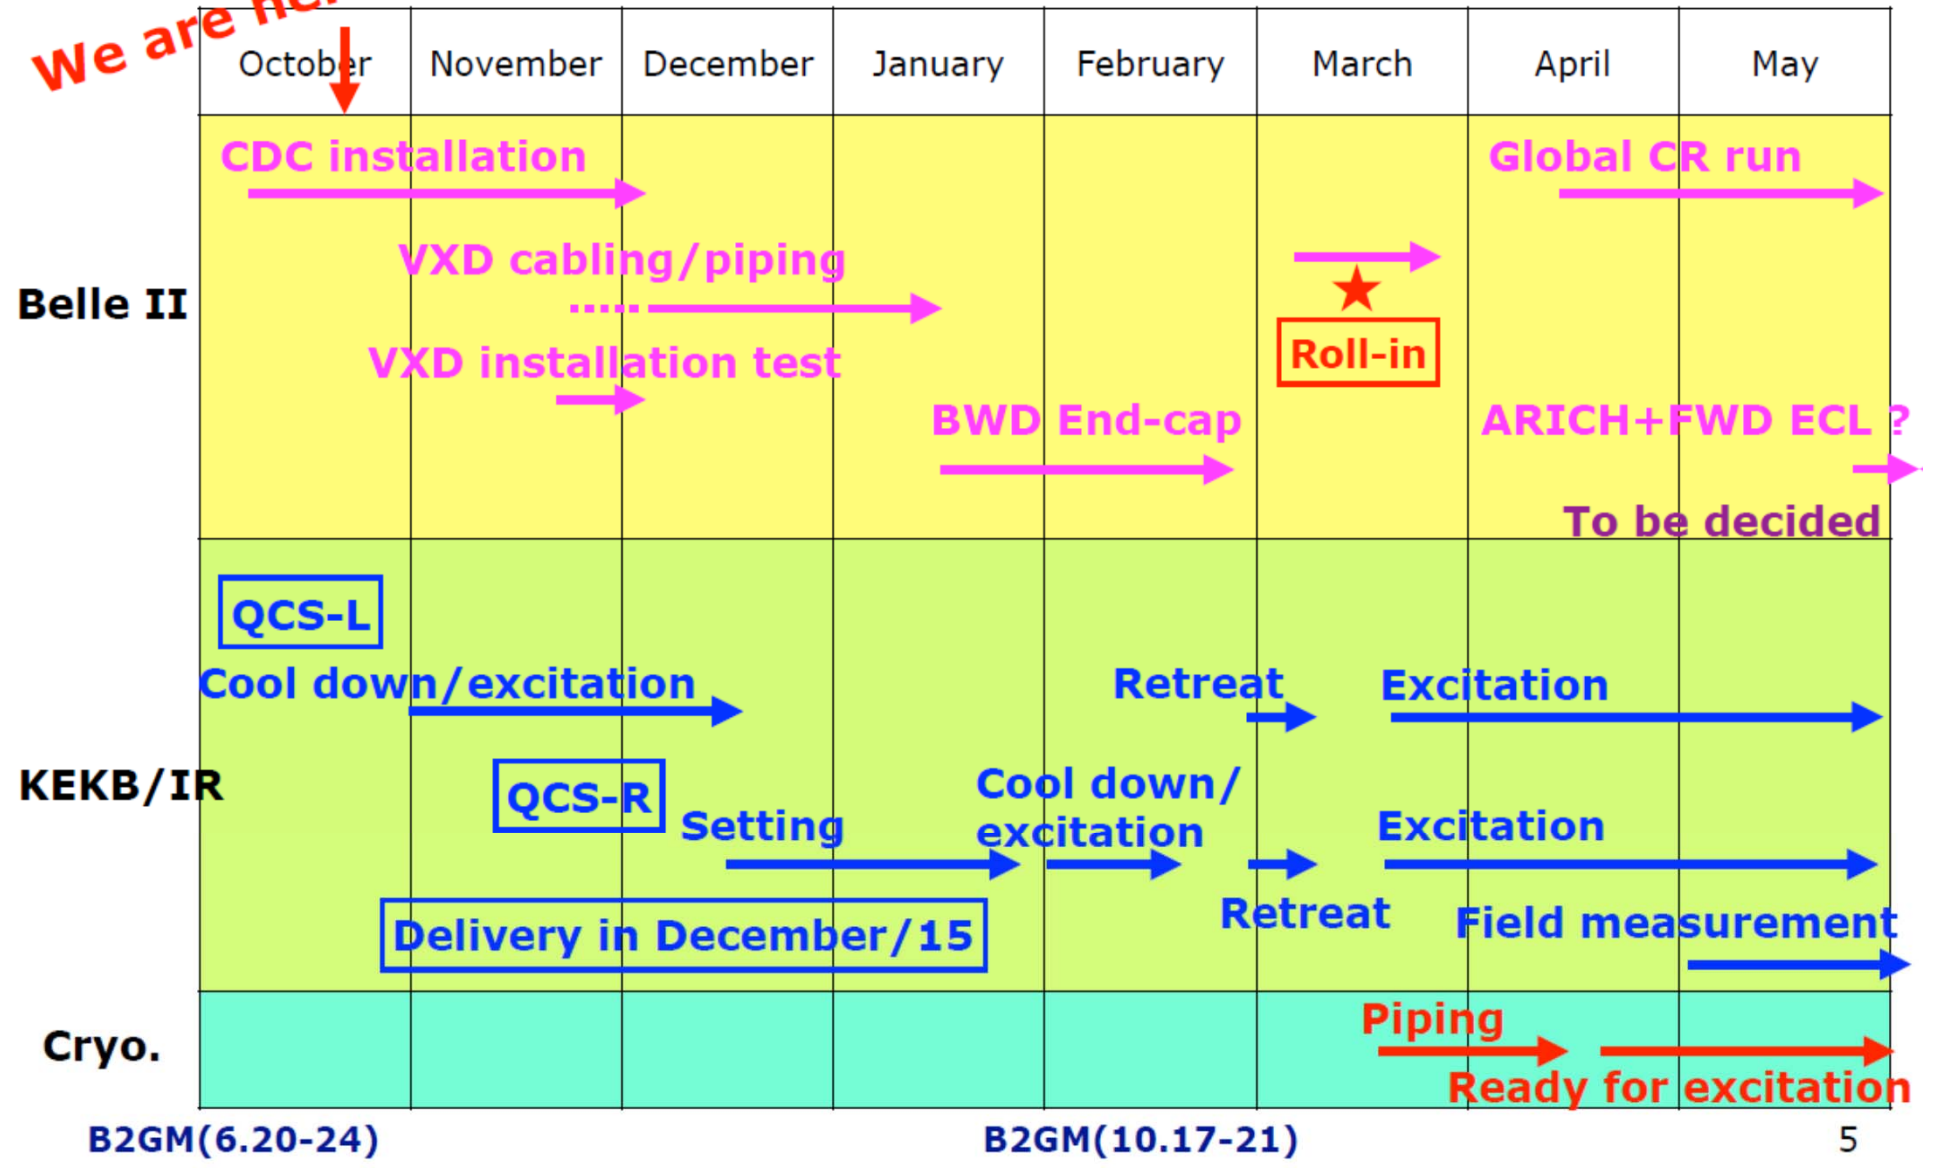 We are
October November December January February March April May
CDC installation
Global CR run
VXD cabling/piping
Belle II
Roll-in
VXD installation test
BWD End-cap
ARICH+FWD ECL ?
To be decided
QCS-L
Cool down/excitation
Retreat
Excitation
KEKB/IR
QCS-R
Cool down/
excitation
Setting
Excitation
Retreat
Delivery in December/15
Field measurement
Cryo.
Piping
Ready for excitation
B2GM(6.20-24)
B2GM(10.17-21)
5